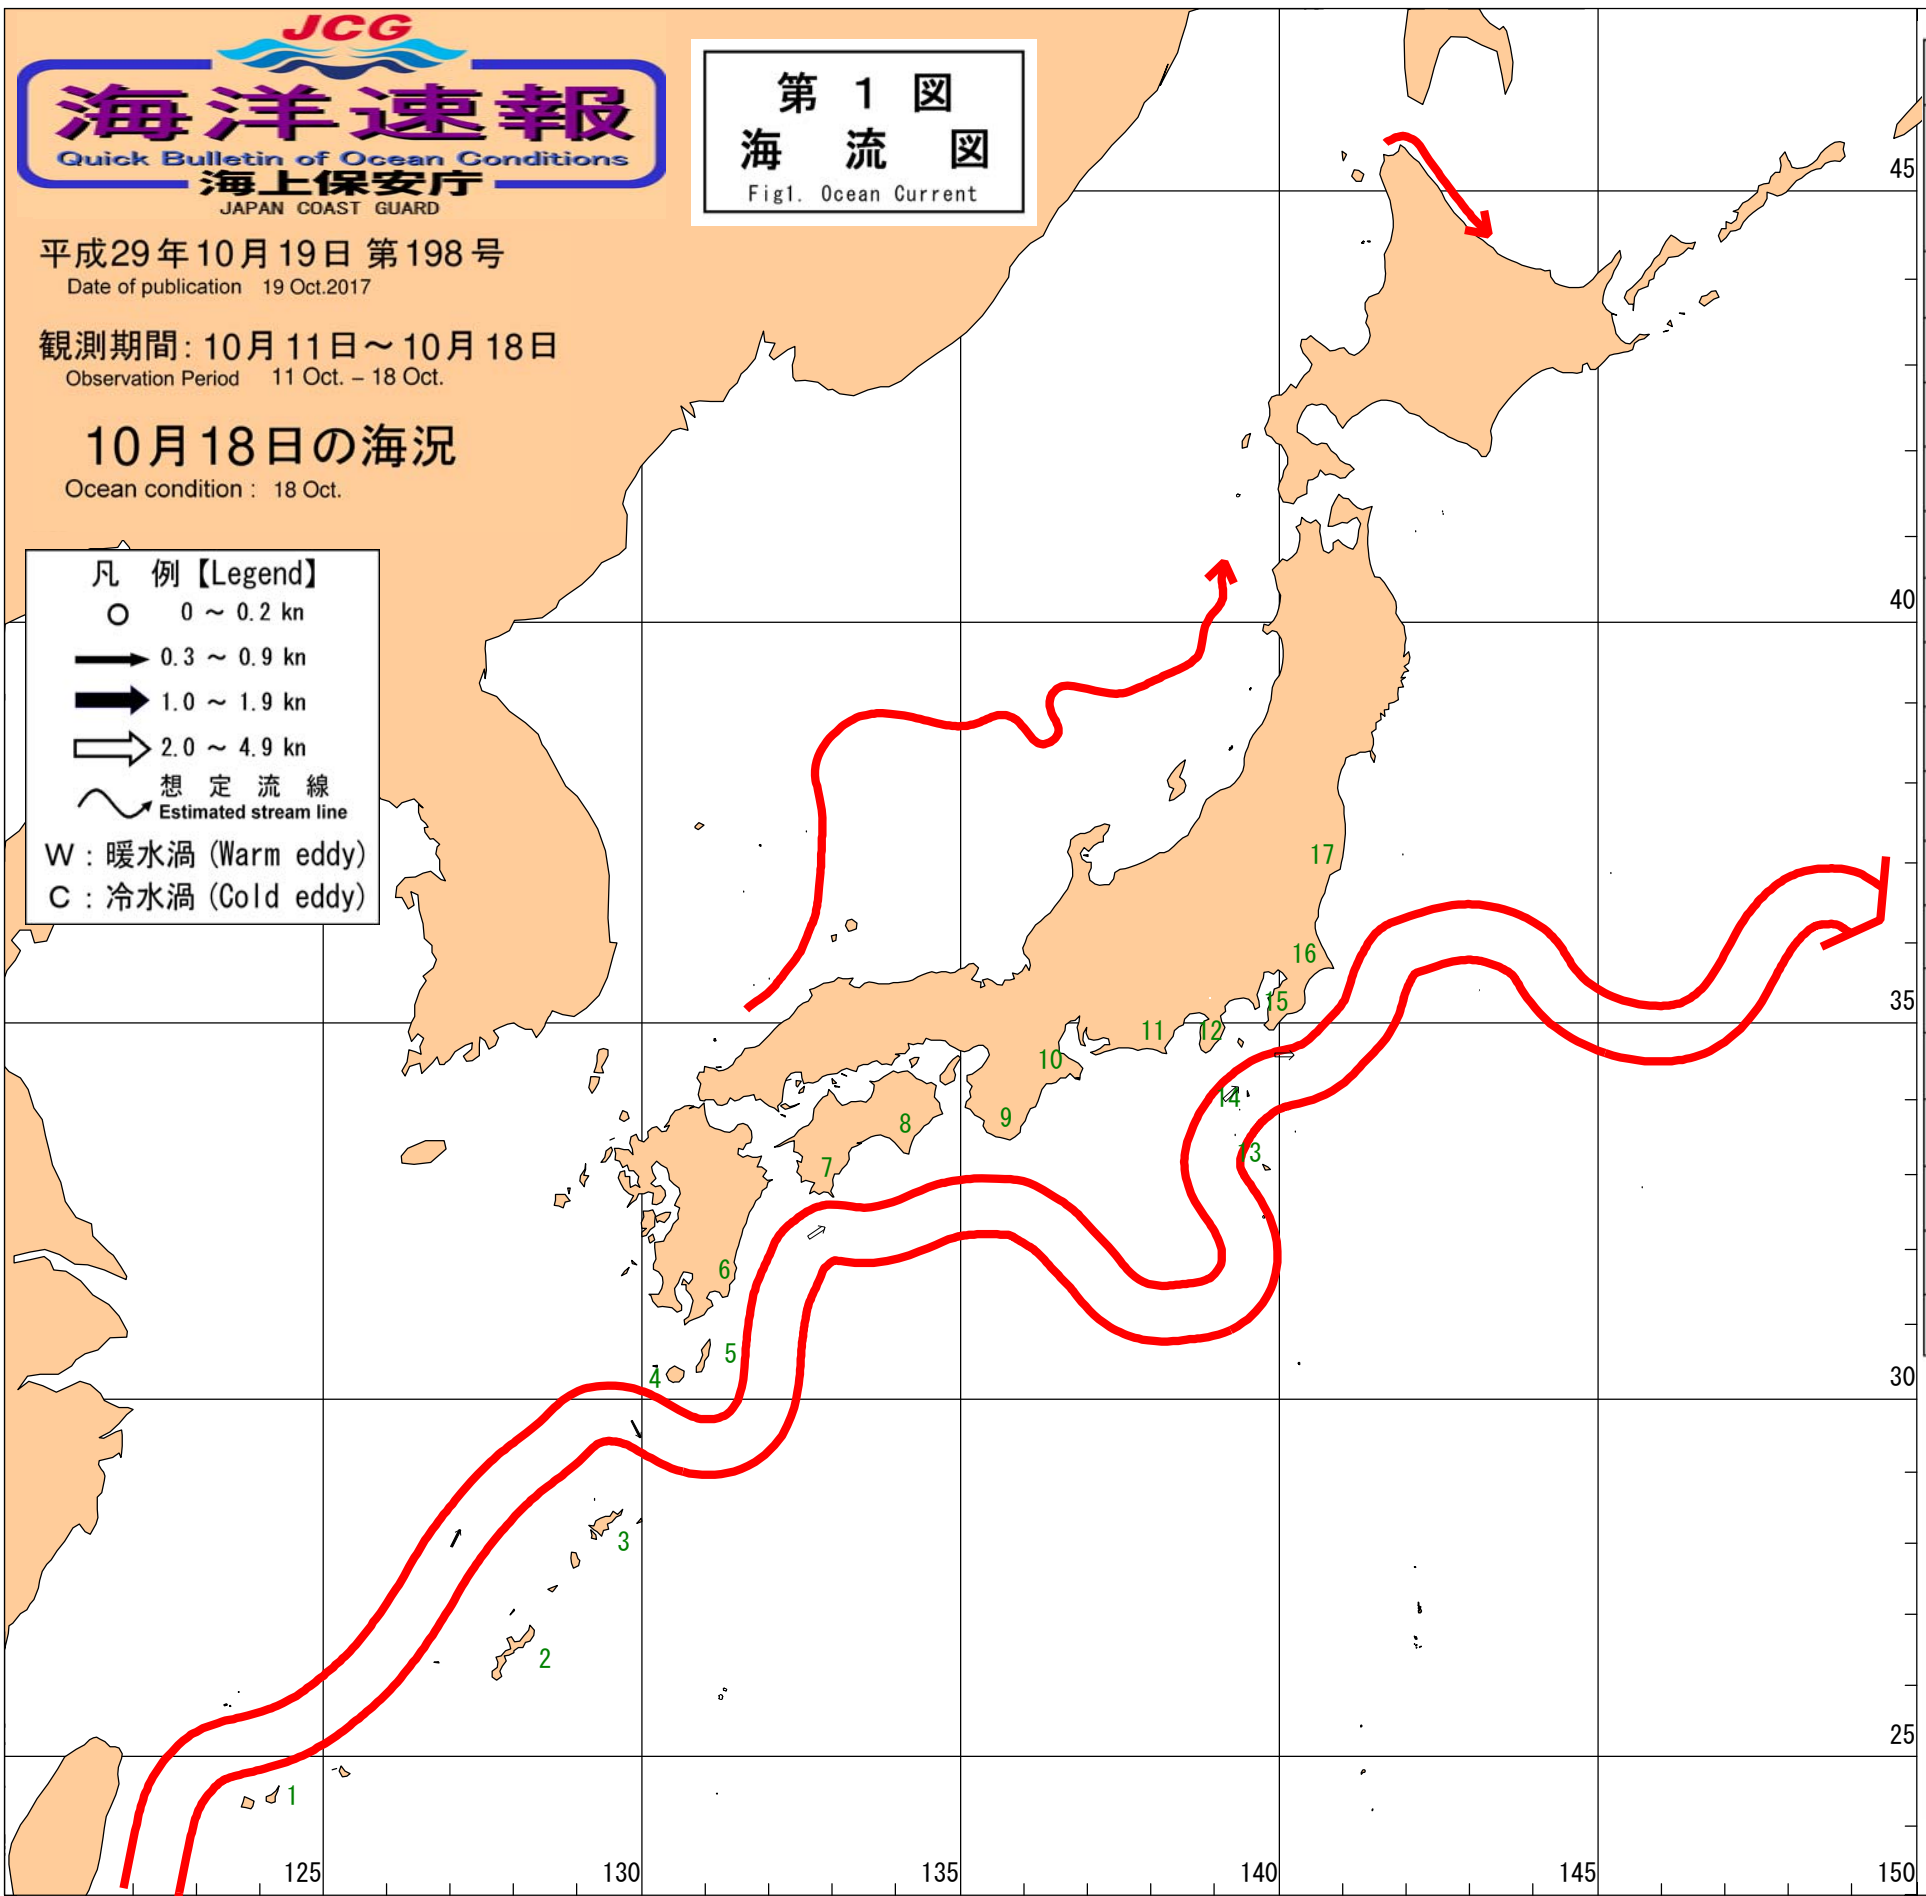 JCG
海洋速報
Quick Bulletin of Ocean Conditions
海上保安庁
JAPAN COAST GUARD
平成29年10月19日 第198号
Date of publication 19 Oct.2017
観測期間: 10月11日～10月18日
Observation Period 11 Oct. – 18 Oct.
10月18日の海況
Ocean condition : 18 Oct.
第 1 図
海 流 図
Fig1. Ocean Current
凡 例【Legend】
0 ～ 0.2 kn
0.3 ～ 0.9 kn
1.0 ～ 1.9 kn
2.0 ～ 4.9 kn
想 定 流 線
Estimated stream line
W : 暖水渦 (Warm eddy)
C : 冷水渦 (Cold eddy)
45
40
17
16
35
15
11
12
10
14
9
8
13
7
6
5
4
30
3
2
25
1
125
130
135
140
145
150